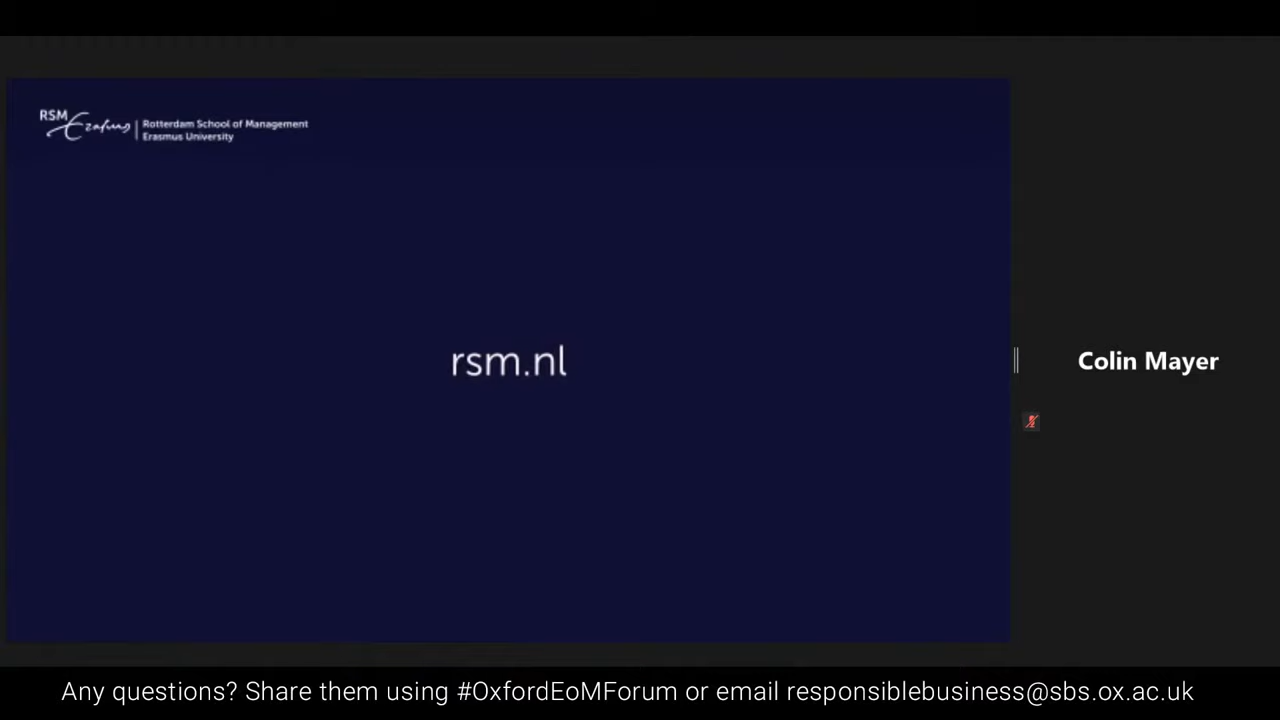 RSM
Erasmus
Rotterdam School of Management
Erasmus University
rsm.nl
Colin Mayer
Any questions? Share them using #OxfordEoMForum or email responsiblebusiness@sbs.ox.ac.uk